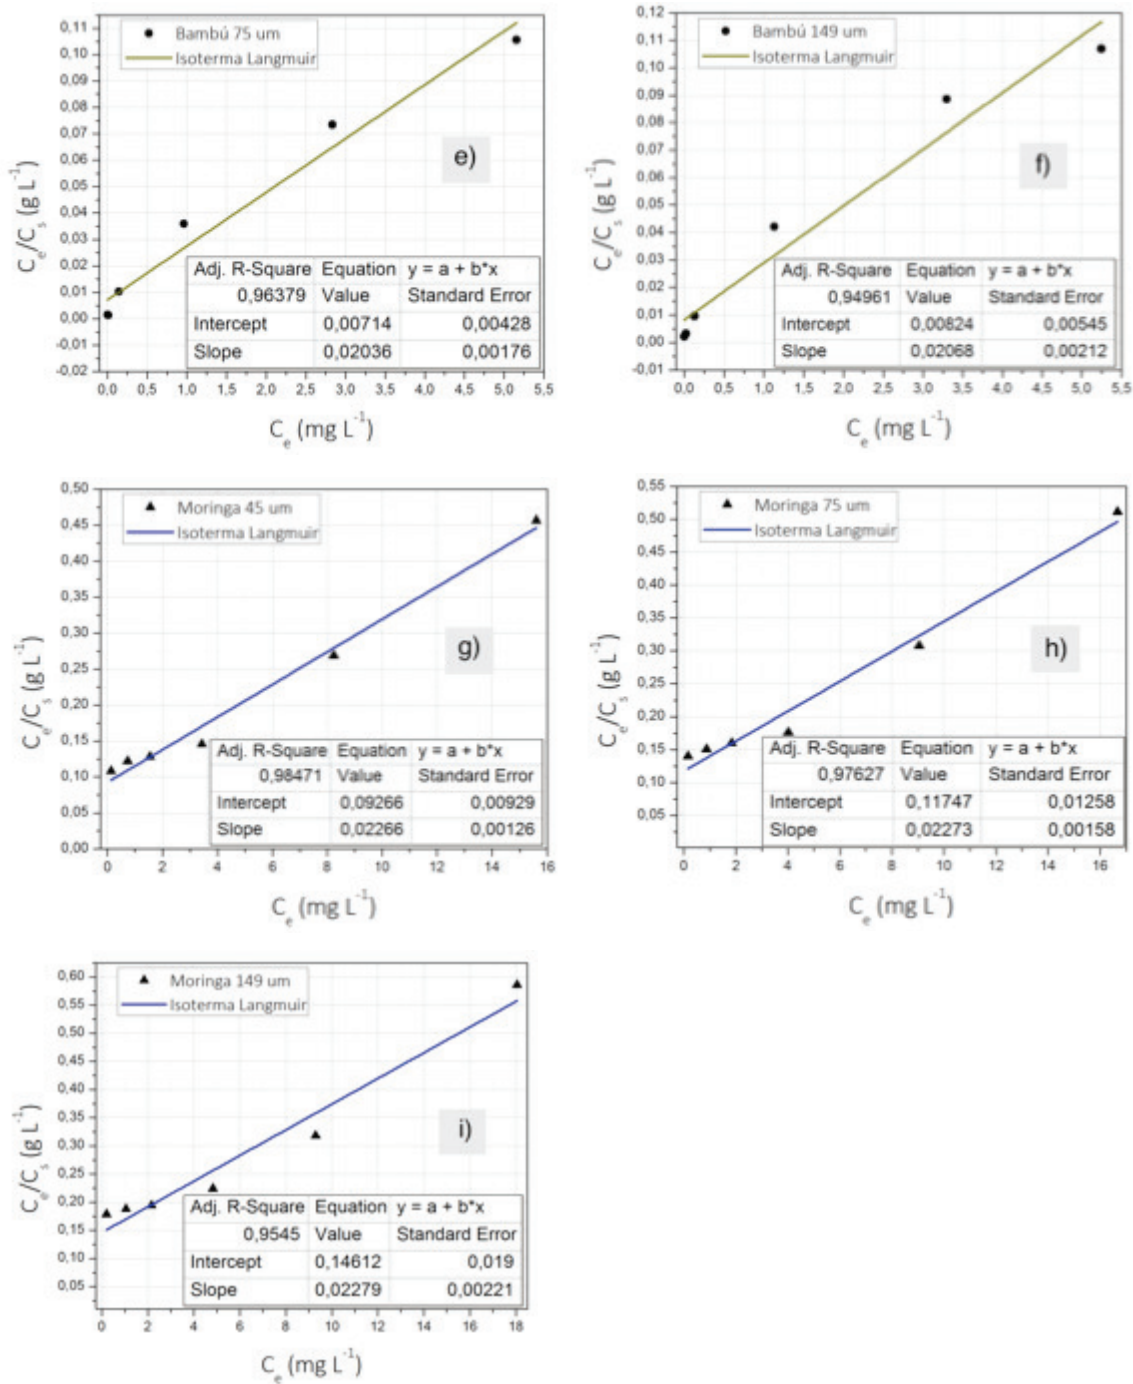 0,11
0,10
0,09
0,08
0,07
0,06
0,05
0,04
0,03
0,02
0,01
0,00
-0,01
-0,02
Bambú 75 um
Isoterma Langmuir
e)
Adj. R-Square Equation y = a + b*x
0,96379 Value Standard Error
Intercept 0,00714 0,00428
Slope 0,02036 0,00176
0,0 0,5 1,0 1,5 2,0 2,5 3,0 3,5 4,0 4,5 5,0 5,5
Ce/Cs (g L-1)
Ce (mg L-1)
0,12
0,11
0,10
0,09
0,08
0,07
0,06
0,05
0,04
0,03
0,02
0,01
0,00
-0,01
Bambú 149 um
Isoterma Langmuir
f)
Adj. R-Square Equation y = a + b*x
0,94961 Value Standard Error
Intercept 0,00824 0,00545
Slope 0,02068 0,00212
0,0 0,5 1,0 1,5 2,0 2,5 3,0 3,5 4,0 4,5 5,0 5,5
Ce/Cs (g L-1)
Ce (mg L-1)
0,50
0,45
0,40
0,35
0,30
0,25
0,20
0,15
0,10
0,05
0,00
Moringa 45 um
Isoterma Langmuir
g)
Adj. R-Square Equation y = a + b*x
0,98471 Value Standard Error
Intercept 0,09266 0,00929
Slope 0,02266 0,00126
0 2 4 6 8 10 12 14 16
Ce/Cs (g L-1)
Ce (mg L-1)
0,55
0,50
0,45
0,40
0,35
0,30
0,25
0,20
0,15
0,10
0,05
Moringa 75 um
Isoterma Langmuir
h)
Adj. R-Square Equation y = a + b*x
0,97627 Value Standard Error
Intercept 0,11747 0,01258
Slope 0,02273 0,00158
0 2 4 6 8 10 12 14 16
Ce/Cs (g L-1)
Ce (mg L-1)
0,60
0,55
0,50
0,45
0,40
0,35
0,30
0,25
0,20
0,15
0,10
0,05
Moringa 149 um
Isoterma Langmuir
i)
Adj. R-Square Equation y = a + b*x
0,9545 Value Standard Error
Intercept 0,14612 0,019
Slope 0,02279 0,00221
0 2 4 6 8 10 12 14 16 18
Ce/Cs (g L-1)
Ce (mg L-1)